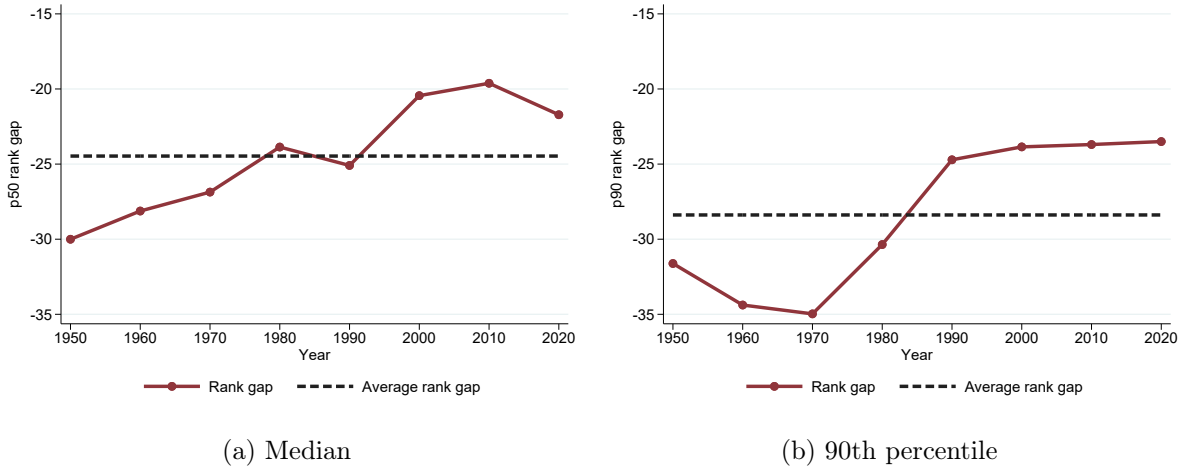 -15
-20
-25
-30
-35
p50 rank gap
1950 1960 1970 1980 1990 2000 2010 2020
Year
Rank gap Average rank gap
(a) Median
-15
-20
-25
-30
-35
p90 rank gap
1950 1960 1970 1980 1990 2000 2010 2020
Year
Rank gap Average rank gap
(b) 90th percentile